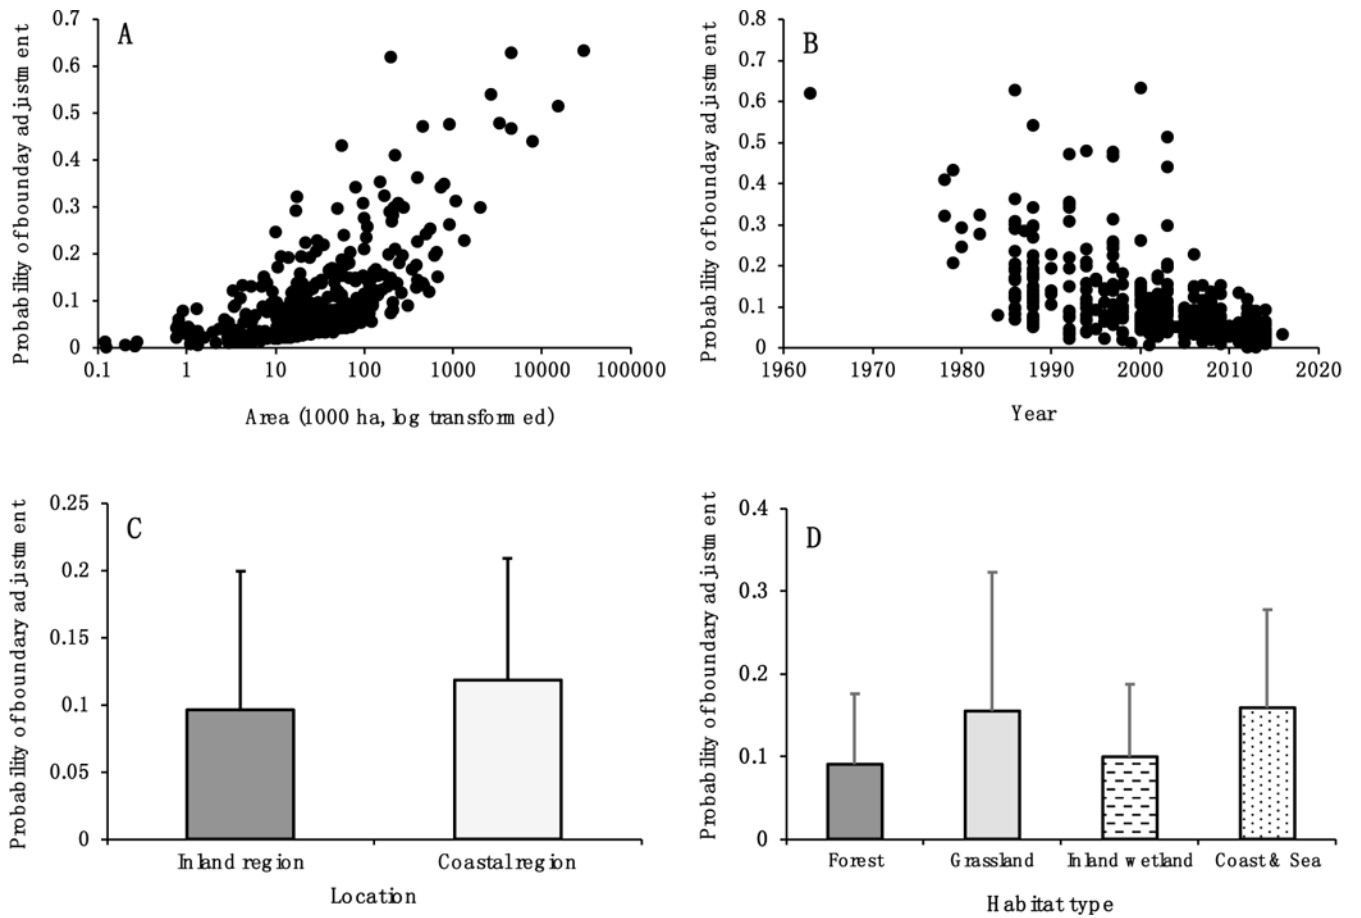 A
Probability of bounday adjustment
0.7
0.6
0.5
0.4
0.3
0.2
0.1
0
0.1 1 10 100 1000 10000 100000
Area (1000 ha, log transformed)
B
Probability of bounday adjustment
0.8
0.7
0.6
0.5
0.4
0.3
0.2
0.1
0
1960 1970 1980 1990 2000 2010 2020
Year
C
Probability of boundary adjustment
0.25
0.2
0.15
0.1
0.05
0
Inland region Coastal region
Location
D
Probability of boundary adjustment
0.4
0.3
0.2
0.1
0
Forest Grassland Inland wetland Coast & Sea
Habitat type